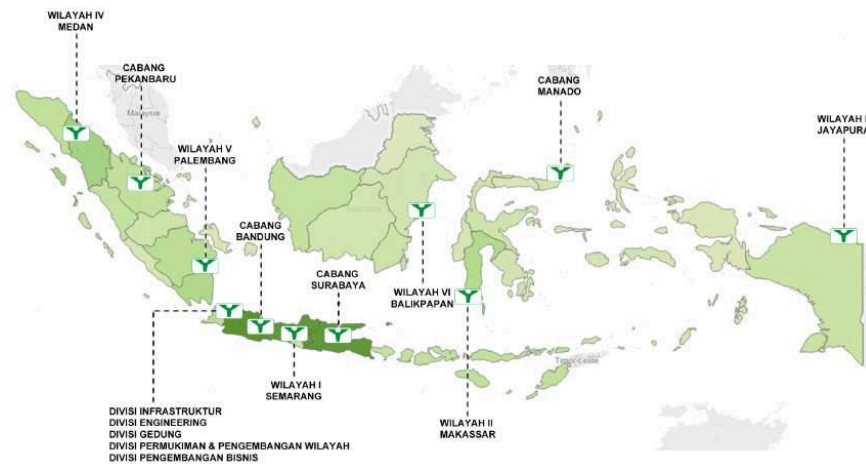 WILAYAH IV
MEDAN
CABANG
PEKANBARU
WILAYAH V
PALEMBANG
CABANG
BANDUNG
CABANG
SURABAYA
CABANG
MANADO
WILAYAH I
JAYAPURA
Malaysia
WILAYAH VI
BALIKPAPAN
WILAYAH I
SEMARANG
WILAYAH II
MAKASSAR
Timor-Leste
DIVISI INFRASTRUKTUR
DIVISI ENGINEERING
DIVISI GEDUNG
DIVISI PERMUKIMAN & PENGEMBANGAN WILAYAH
DIVISI PENGEMBANGAN BISNIS